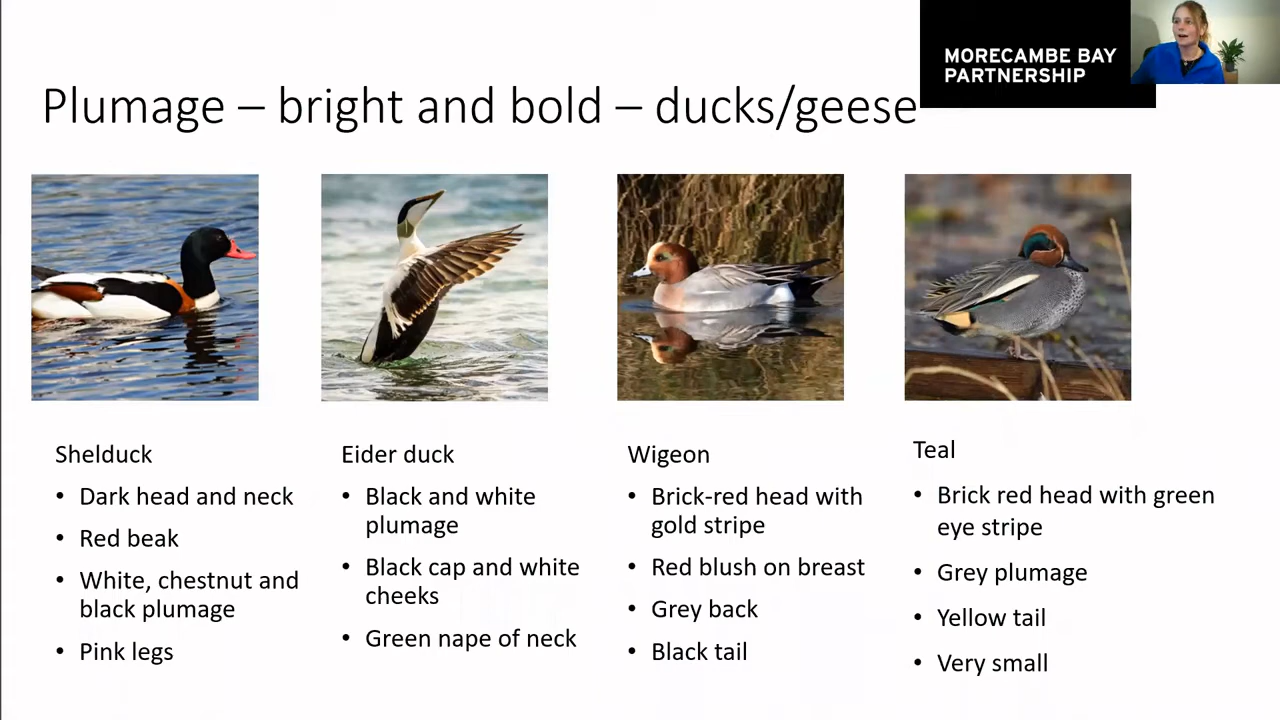 MORECAMBE BAY
PARTNERSHIP
Plumage – bright and bold – ducks/geese
Shelduck
• Dark head and neck
• Red beak
• White, chestnut and
black plumage
• Pink legs
Eider duck
• Black and white
plumage
• Black cap and white
cheeks
• Green nape of neck
Wigeon
• Brick-red head with
gold stripe
• Red blush on breast
• Grey back
• Black tail
Teal
• Brick red head with green
eye stripe
• Grey plumage
• Yellow tail
• Very small